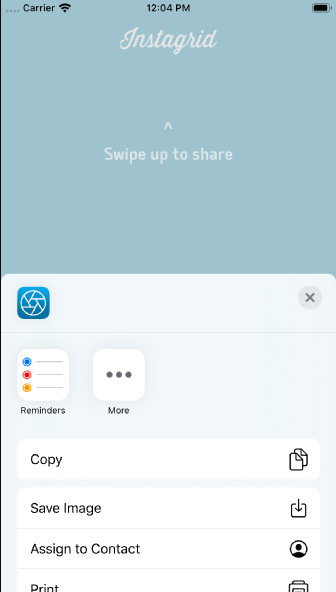 Carrier 12:04 PM
Instagrid
^
Swipe up to share
Reminders
More
Copy
Save Image
Assign to Contact
Print